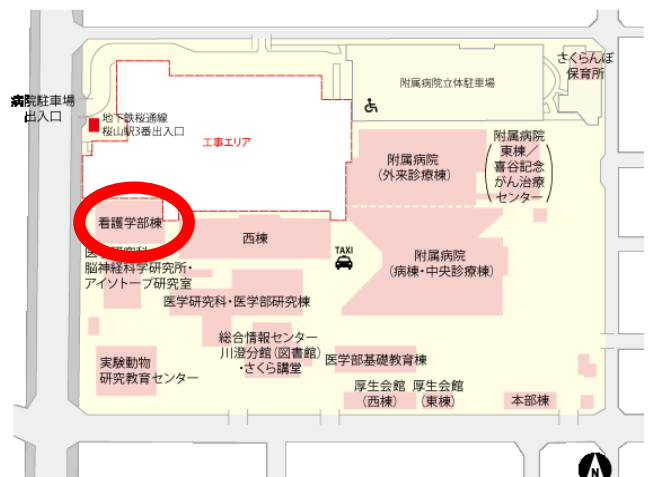 さくらんぼ
保育所
附属病院立体駐車場
病院駐車場
出入口
地下鉄桜通線
桜山駅3番出入口
工事エリア
附属病院
(外来診療棟)
附属病院
東棟／
喜谷記念
がん治療
センター
看護学部棟
西棟
TAXI
附属病院
(病棟・中央診療棟)
医学研究科・
脳神経科学研究所・
アイソトープ研究室
医学研究科・医学部研究棟
総合情報センター
川澄分館(図書館)
・さくら講堂
医学部基礎教育棟
実験動物
研究教育センター
厚生会館
(西棟)
厚生会館
(東棟)
本部棟
N